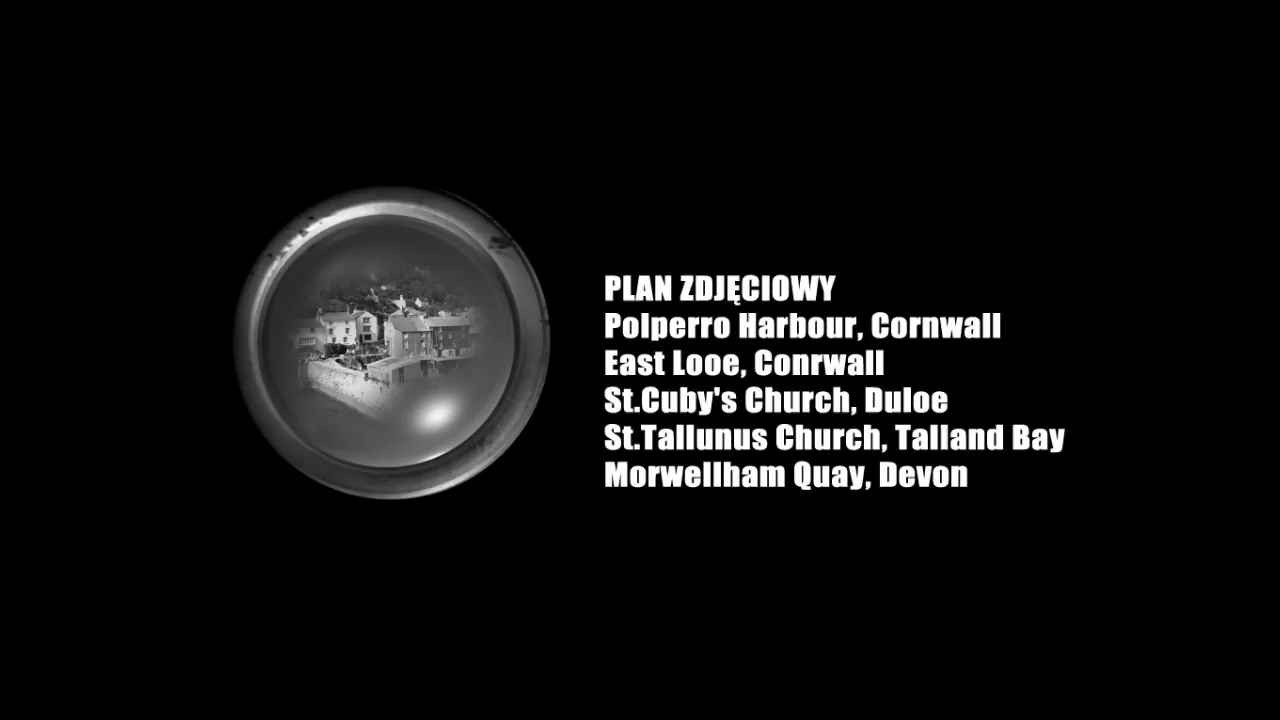 PLAN ZDJĘCIOWY
Polperro Harbour, Cornwall
East Looe, Conrwall
St.Cuby's Church, Duloe
St.Tallunus Church, Talland Bay
Morwellham Quay, Devon